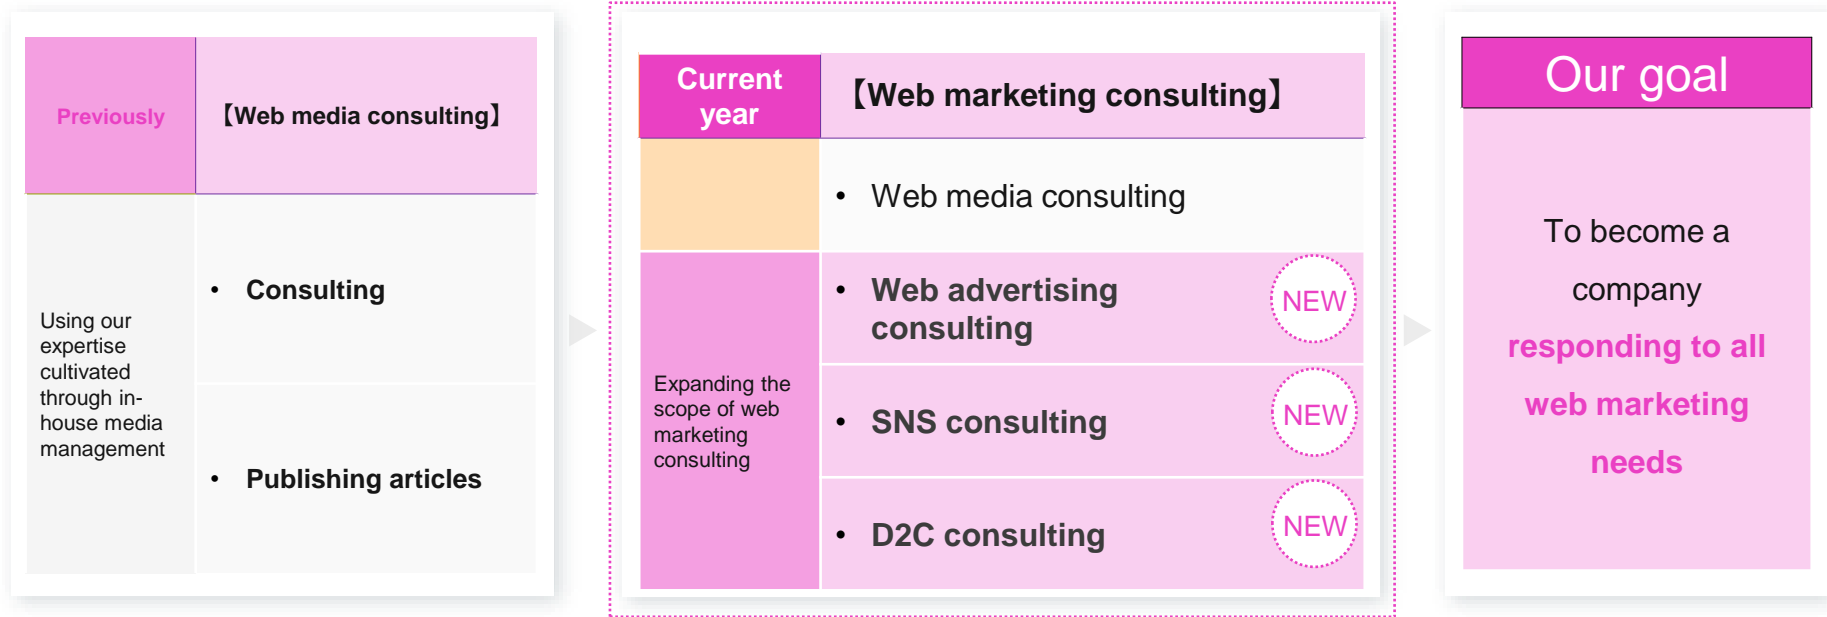 Previously
【Web media consulting】
Using our
expertise
cultivated
through in-
house media
management
• Consulting
• Publishing articles
Current
year
【Web marketing consulting】
• Web media consulting
Expanding the
scope of web
marketing
consulting
• Web advertising
consulting
NEW
• SNS consulting
NEW
• D2C consulting
NEW
Our goal
To become a
company
responding to all
web marketing
needs